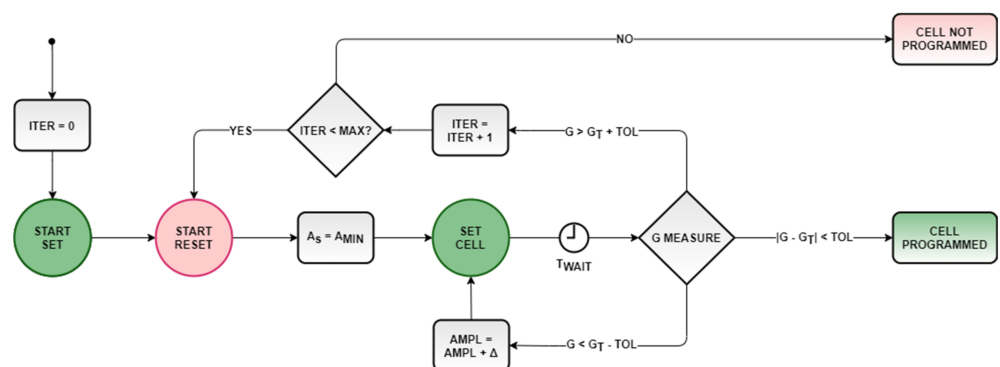 CELL NOT
PROGRAMMED
NO
ITER = 0
YES
ITER < MAX?
ITER =
ITER + 1
G > GT + TOL
START
SET
START
RESET
AS = AMIN
SET
CELL
TWAIT
G MEASURE
|G - GT| < TOL
CELL
PROGRAMMED
AMPL =
AMPL + Δ
G < GT - TOL